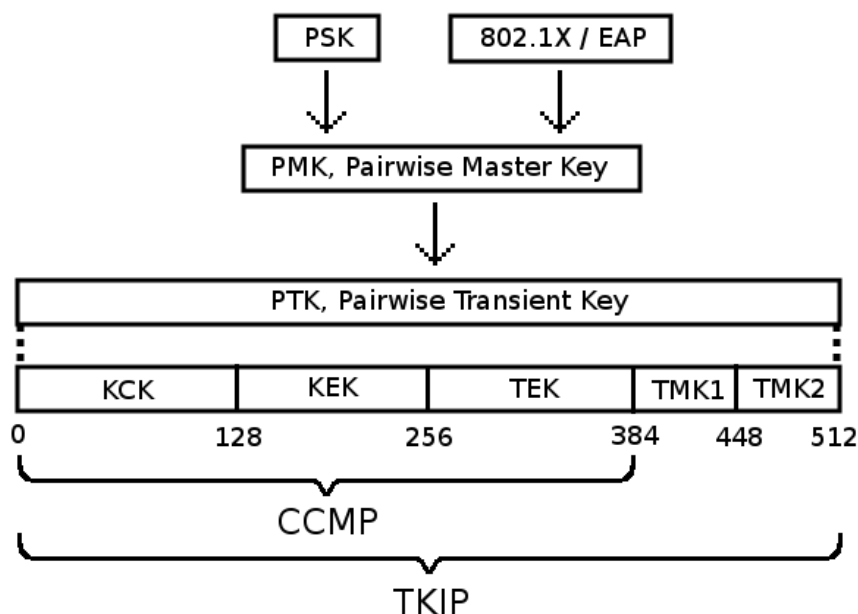 PSK 802.1X / EAP
PMK, Pairwise Master Key
PTK, Pairwise Transient Key
KCK KEK TEK TMK1 TMK2
0 128 256 384 448 512
CCMP
TKIP